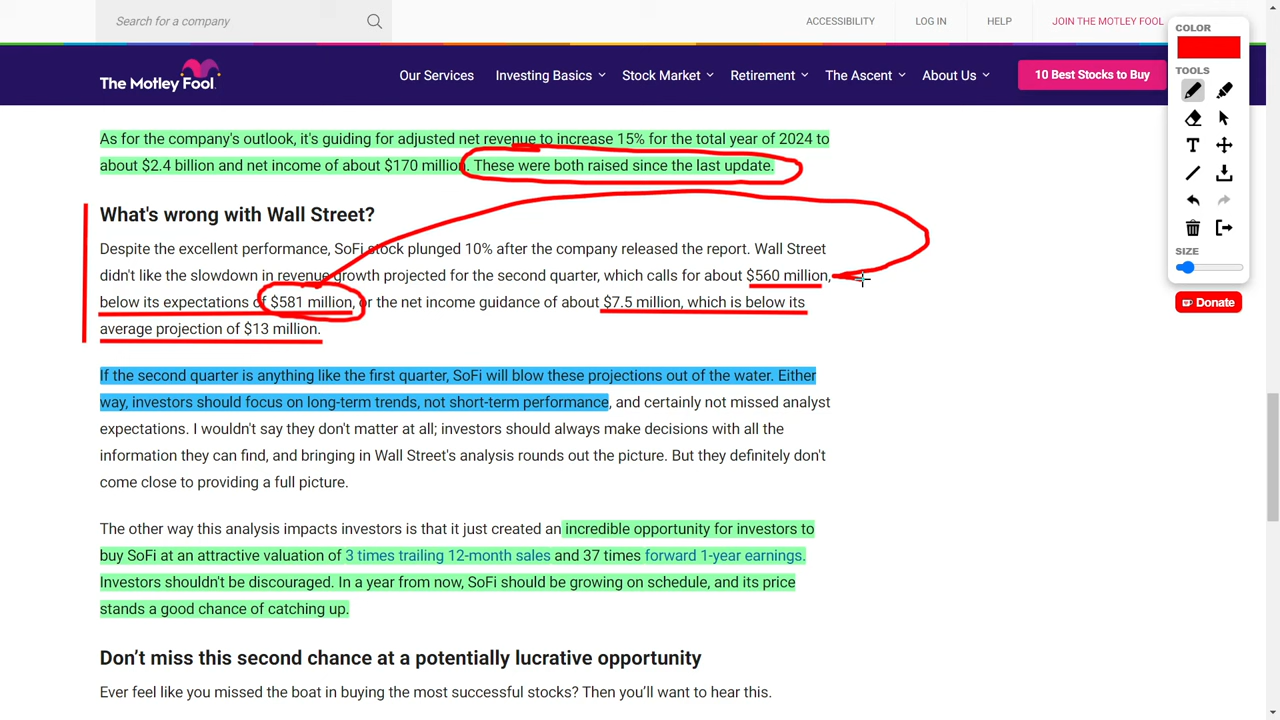 Search for a company
ACCESSIBILITY
LOG IN
HELP
JOIN THE MOTLEY FOOL
The Motley Fool
Our Services
Investing Basics
Stock Market
Retirement
The Ascent
About Us
10 Best Stocks to Buy
COLOR
TOOLS
T
SIZE
Donate
As for the company's outlook, it's guiding for adjusted net revenue to increase 15% for the total year of 2024 to
about $2.4 billion and net income of about $170 million. These were both raised since the last update.
What's wrong with Wall Street?
Despite the excellent performance, SoFi stock plunged 10% after the company released the report. Wall Street
didn't like the slowdown in revenue growth projected for the second quarter, which calls for about $560 million,
below its expectations of $581 million, or the net income guidance of about $7.5 million, which is below its
average projection of $13 million.
If the second quarter is anything like the first quarter, SoFi will blow these projections out of the water. Either
way, investors should focus on long-term trends, not short-term performance, and certainly not missed analyst
expectations. I wouldn't say they don't matter at all; investors should always make decisions with all the
information they can find, and bringing in Wall Street's analysis rounds out the picture. But they definitely don't
come close to providing a full picture.
The other way this analysis impacts investors is that it just created an incredible opportunity for investors to
buy SoFi at an attractive valuation of 3 times trailing 12-month sales and 37 times forward 1-year earnings.
Investors shouldn't be discouraged. In a year from now, SoFi should be growing on schedule, and its price
stands a good chance of catching up.
Don't miss this second chance at a potentially lucrative opportunity
Ever feel like you missed the boat in buying the most successful stocks? Then you'll want to hear this.